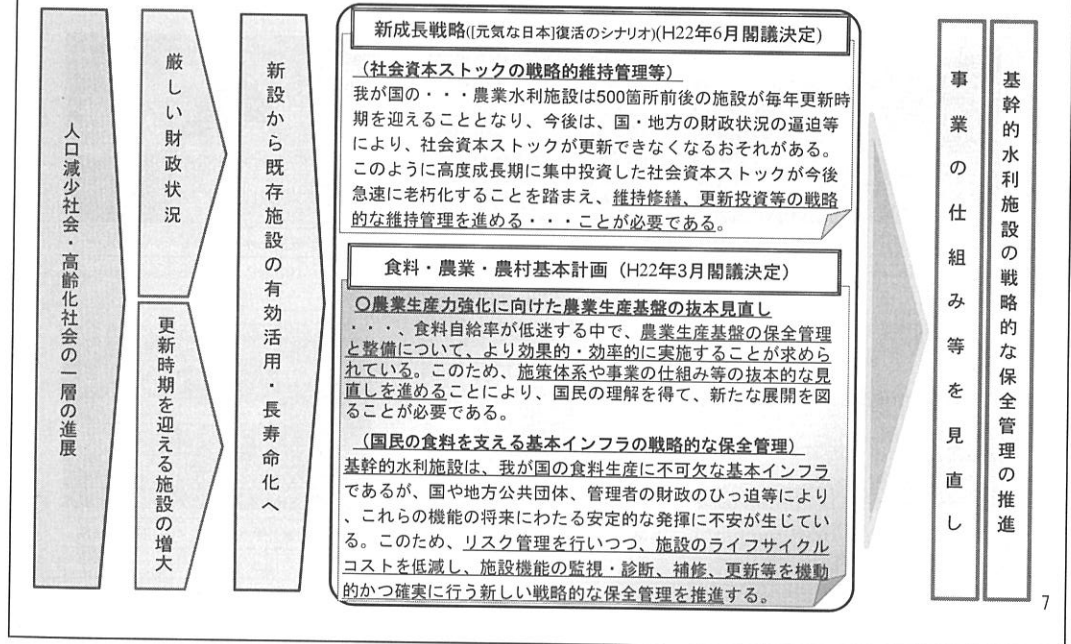 人口減少社会・高齢化社会の一層の進展
厳しい財政状況
更新時期を迎える施設の増大
新設から既存施設の有効活用・長寿命化へ
新成長戦略([元気な日本]復活のシナリオ)(H22年6月閣議決定)
（社会資本ストックの戦略的維持管理等）
我が国の・・・農業水利施設は500箇所前後の施設が毎年更新時
期を迎えることとなり、今後は、国・地方の財政状況の逼迫等
により、社会資本ストックが更新できなくなるおそれがある。
このように高度成長期に集中投資した社会資本ストックが今後
急速に老朽化することを踏まえ、維持修繕、更新投資等の戦略
的な維持管理を進める・・・ことが必要である。
食料・農業・農村基本計画（H22年3月閣議決定）
〇農業生産力強化に向けた農業生産基盤の抜本見直し
・・・、食料自給率が低迷する中で、農業生産基盤の保全管理
と整備について、より効果的・効率的に実施することが求めら
れている。このため、施策体系や事業の仕組み等の抜本的な見
直しを進めることにより、国民の理解を得て、新たな展開を図
ることが必要である。
（国民の食料を支える基本インフラの戦略的な保全管理）
基幹的水利施設は、我が国の食料生産に不可欠な基本インフラ
であるが、国や地方公共団体、管理者の財政のひっ迫等により
、これらの機能の将来にわたる安定的な発揮に不安が生じてい
る。このため、リスク管理を行いつつ、施設のライフサイクル
コストを低減し、施設機能の監視・診断、補修、更新等を機動
的かつ確実に行う新しい戦略的な保全管理を推進する。
事業の仕組み等を見直し
基幹的水利施設の戦略的な保全管理の推進
7